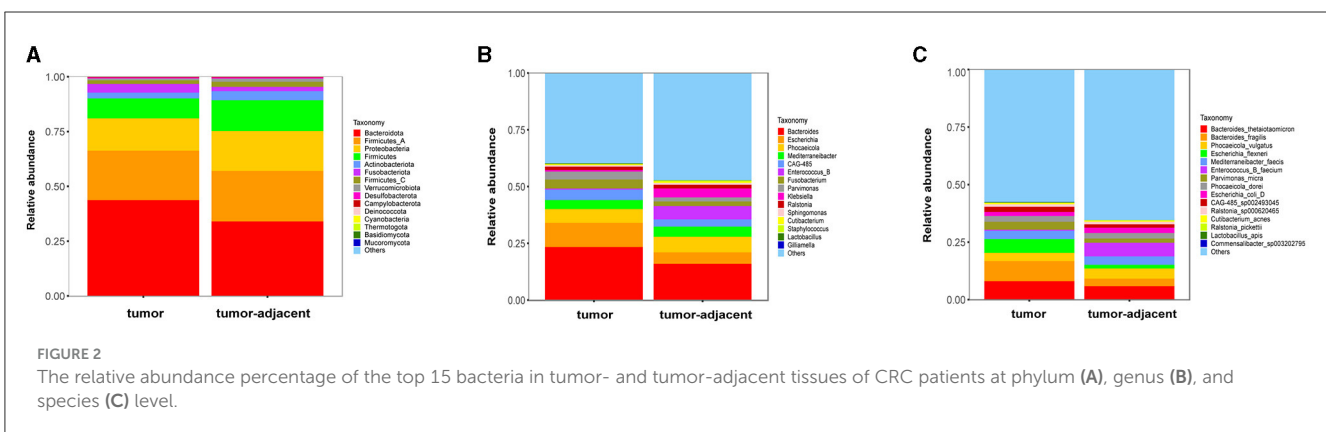 A
Relative abundance
1.00
0.75
0.50
0.25
0.00
tumor
tumor-adjacent
Taxonomy
Bacteroidota
Firmicutes_A
Proteobacteria
Firmicutes
Actinobacteriota
Fusobacteriota
Firmicutes_C
Verrucomicrobiota
Desulfobacterota
Campylobacterota
Deinococcota
Cyanobacteria
Thermotogota
Basidiomycota
Mucoromycota
Others
B
Relative abundance
1.00
0.75
0.50
0.25
0.00
tumor
tumor-adjacent
Taxonomy
Bacteroides
Escherichia
Phocaeicola
Mediterraneibacter
CAG-485
Enterococcus_B
Fusobacterium
Parvimonas
Klebsiella
Ralstonia
Sphingomonas
Cutibacterium
Staphylococcus
Lactobacillus
Gilliamella
Others
C
Relative abundance
1.00
0.75
0.50
0.25
0.00
tumor
tumor-adjacent
Taxonomy
Bacteroides_thetaiotaomicron
Bacteroides_fragilis
Phocaeicola_vulgatus
Escherichia_flexneri
Mediterraneibacter_faecis
Enterococcus_B_faecium
Parvimonas_micra
Phocaeicola_dorei
Escherichia_coli_D
CAG-485_sp002493045
Ralstonia_sp000620465
Cutibacterium_acnes
Ralstonia_pickettii
Lactobacillus_apis
Commensalibacter_sp003202795
Others
FIGURE 2
The relative abundance percentage of the top 15 bacteria in tumor- and tumor-adjacent tissues of CRC patients at phylum (A), genus (B), and
species (C) level.